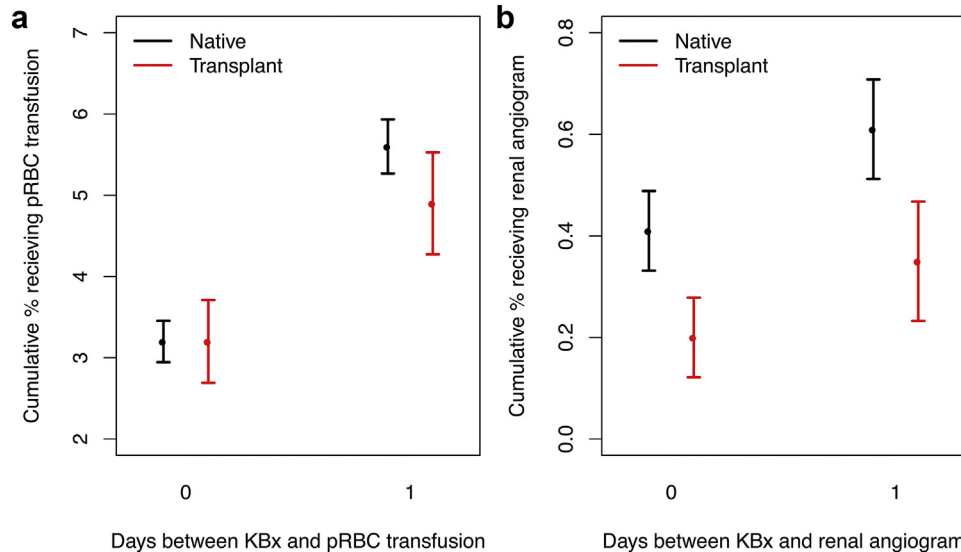 a
Cumulative % recieving pRBC transfusion
7
6
5
4
3
2
Native
Transplant
0
1
Days between KBx and pRBC transfusion
b
Cumulative % recieving renal angiogram
0.8
0.6
0.4
0.2
0.0
Native
Transplant
0
1
Days between KBx and renal angiogram